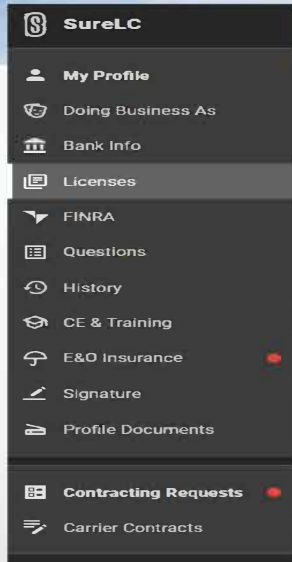 SureLC
My Profile
Doing Business As
Bank Info
Licenses
FINRA
Questions
History
CE & Training
E&O Insurance
Signature
Profile Documents
Contracting Requests
Carrier Contracts